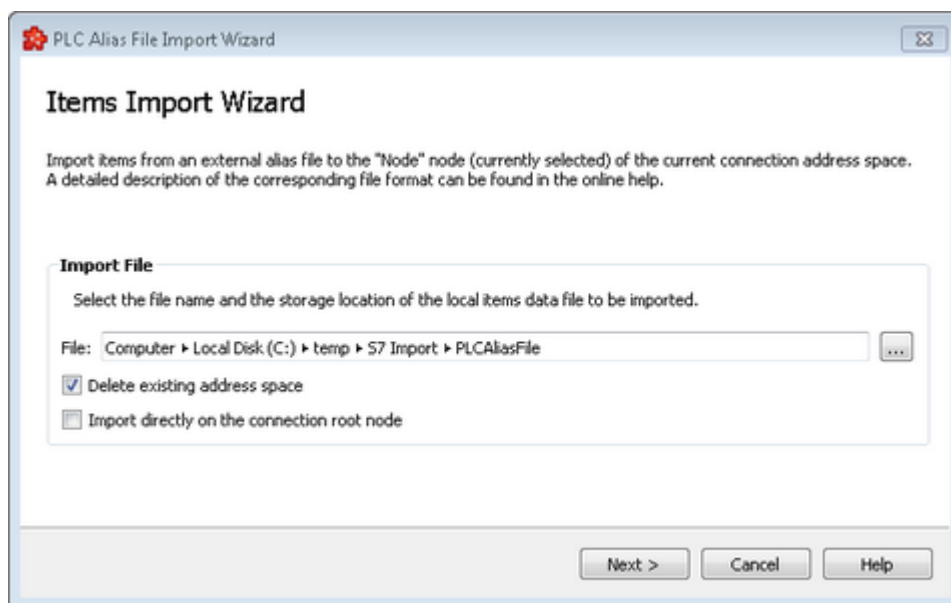 PLC Alias File Import Wizard
Items Import Wizard
Import items from an external alias file to the "Node" node (currently selected) of the current connection address space.
A detailed description of the corresponding file format can be found in the online help.
Import File
Select the file name and the storage location of the local items data file to be imported.
File: Computer ▸ Local Disk (C:) ▸ temp ▸ S7 Import ▸ PLCAliasFile ...
Delete existing address space
Import directly on the connection root node
Next > Cancel Help